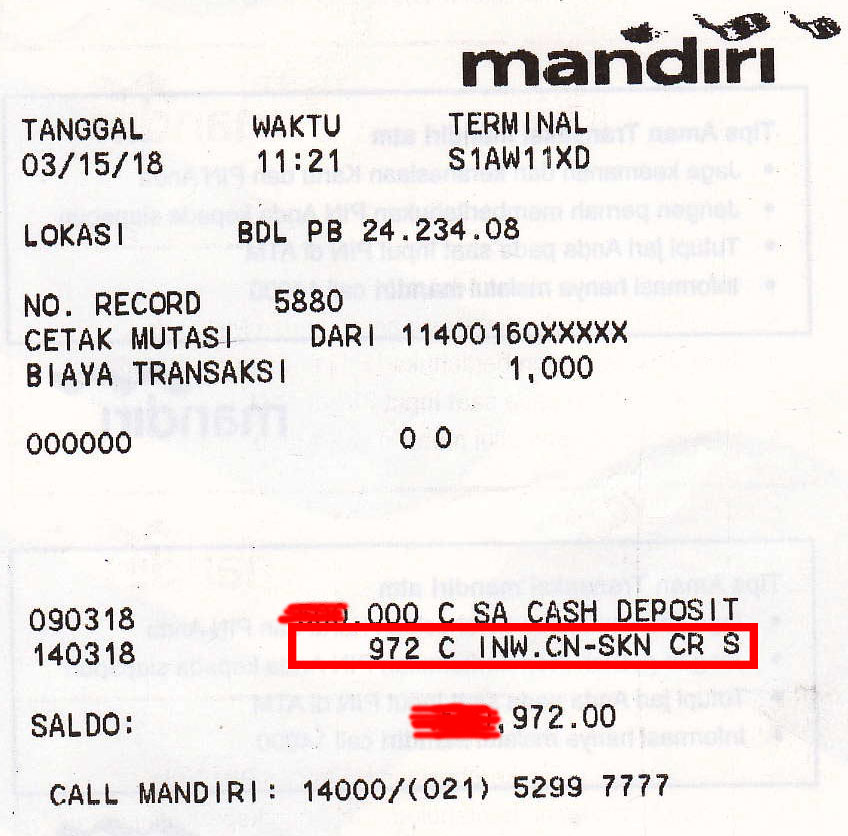 mandiri
TANGGAL WAKTU TERMINAL
03/15/18 11:21 S1AW11XD
LOKASI BDL PB 24.234.08
NO. RECORD 5880
CETAK MUTASI DARI 11400160XXXXX
BIAYA TRANSAKSI 1,000
000000 0 0
090318 .000 C SA CASH DEPOSIT
140318 972 C INW.CN-SKN CR S
SALDO: ,972.00
CALL MANDIRI: 14000/(021) 5299 7777